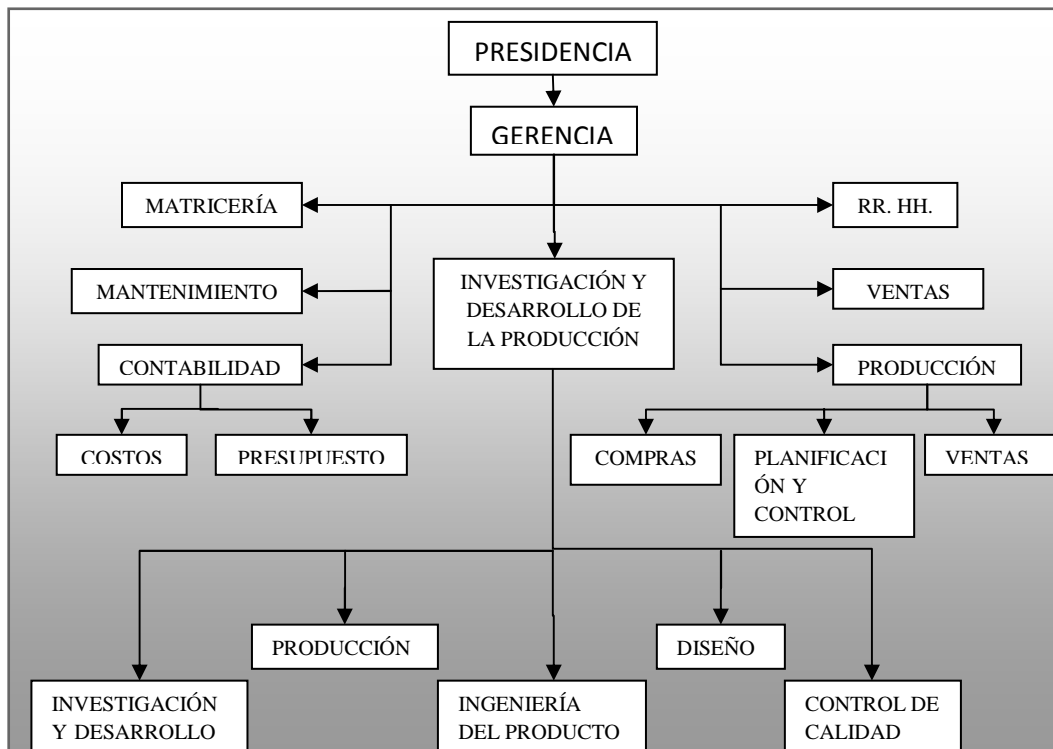 PRESIDENCIA
GERENCIA
MATRICERÍA
RR. HH.
INVESTIGACIÓN Y
DESARROLLO DE
LA PRODUCCIÓN
MANTENIMIENTO
VENTAS
CONTABILIDAD
PRODUCCIÓN
COSTOS
PRESUPUESTO
COMPRAS
PLANIFICACI
ÓN Y
CONTROL
VENTAS
PRODUCCIÓN
DISEÑO
INVESTIGACIÓN
Y DESARROLLO
INGENIERÍA
DEL PRODUCTO
CONTROL DE
CALIDAD